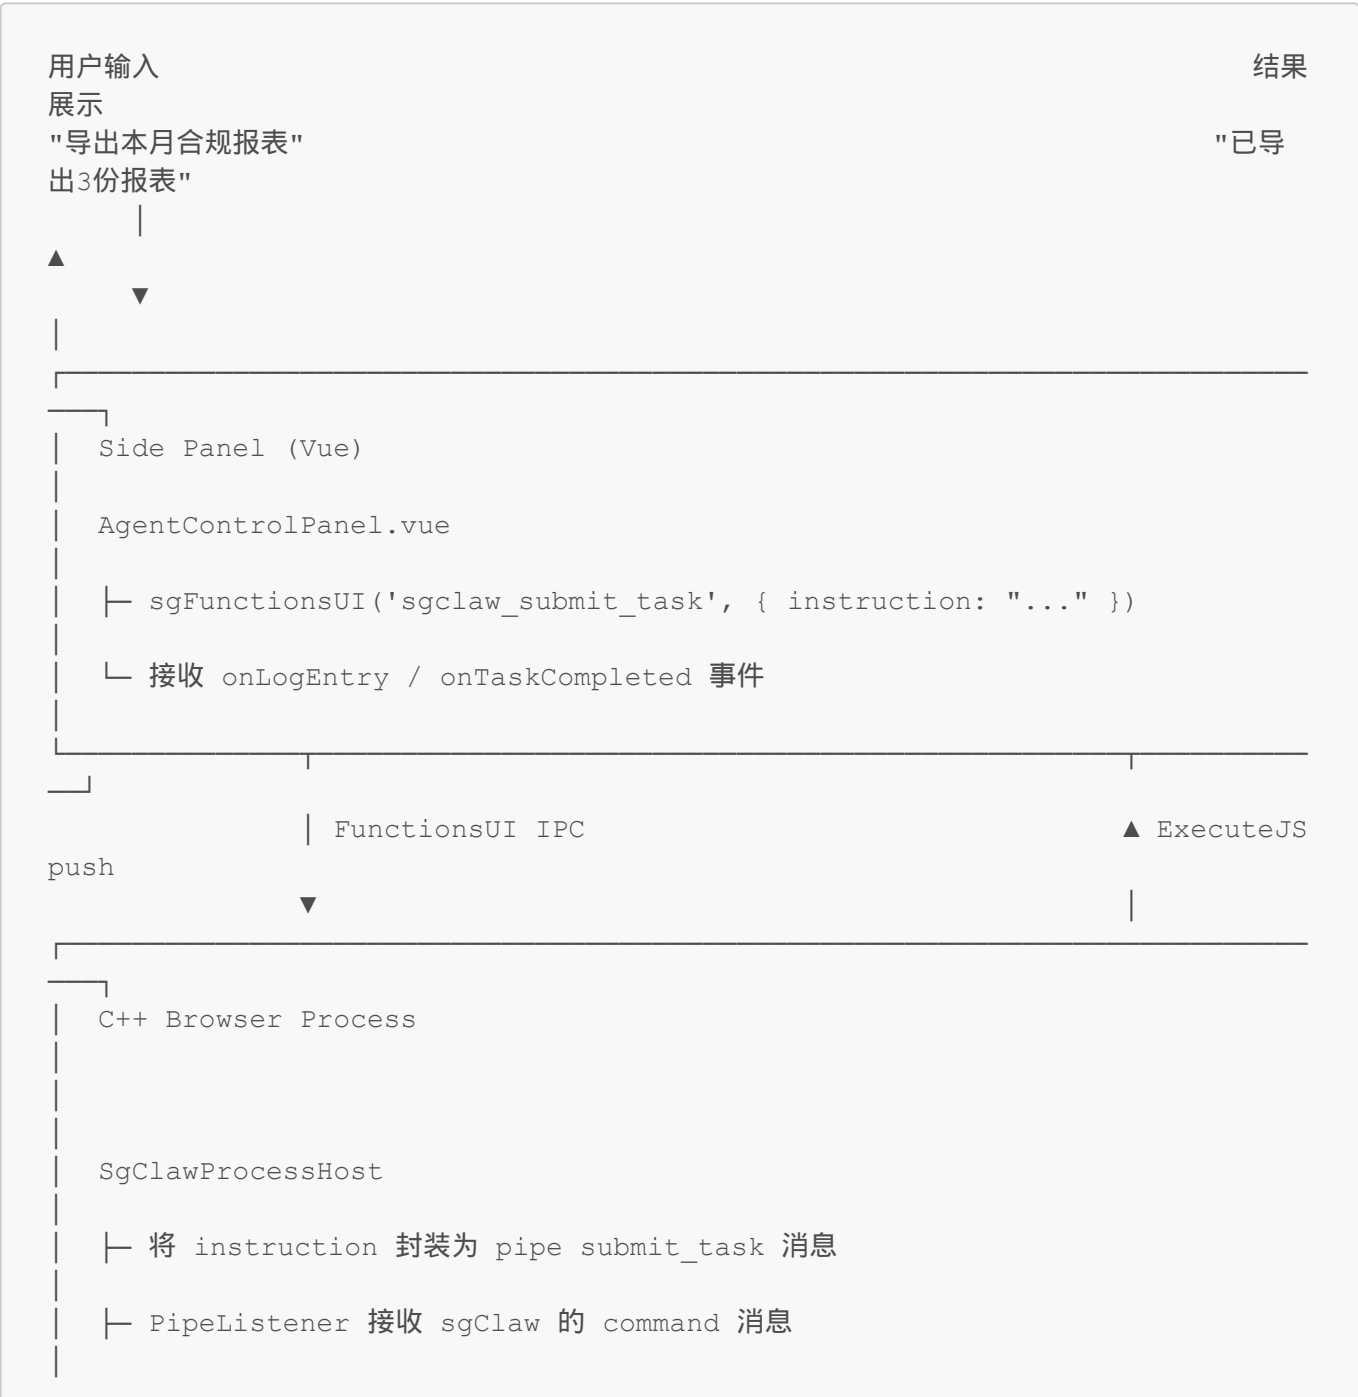 用户输入 结果
展示
"导出本月合规报表" "已导
出3份报表"
│
▲
▼
│
┌──────────────────────────────────────────────────────────────────────────
───┐
│ Side Panel (Vue)
│
│ AgentControlPanel.vue
│
│ ├─ sgFunctionsUI('sgclaw_submit_task', { instruction: "..." })
│
│ └─ 接收 onLogEntry / onTaskCompleted 事件
│
└──────────────┬────────────────────────────────────────────────┬──────────
──┘
│ FunctionsUI IPC ▲ ExecuteJS
push
▼ │
┌──────────────────────────────────────────────────────────────────────────
───┐
│ C++ Browser Process
│
│
│
│ SgClawProcessHost
│
│ ├─ 将 instruction 封装为 pipe submit_task 消息
│
│ ├─ PipeListener 接收 sgClaw 的 command 消息
│